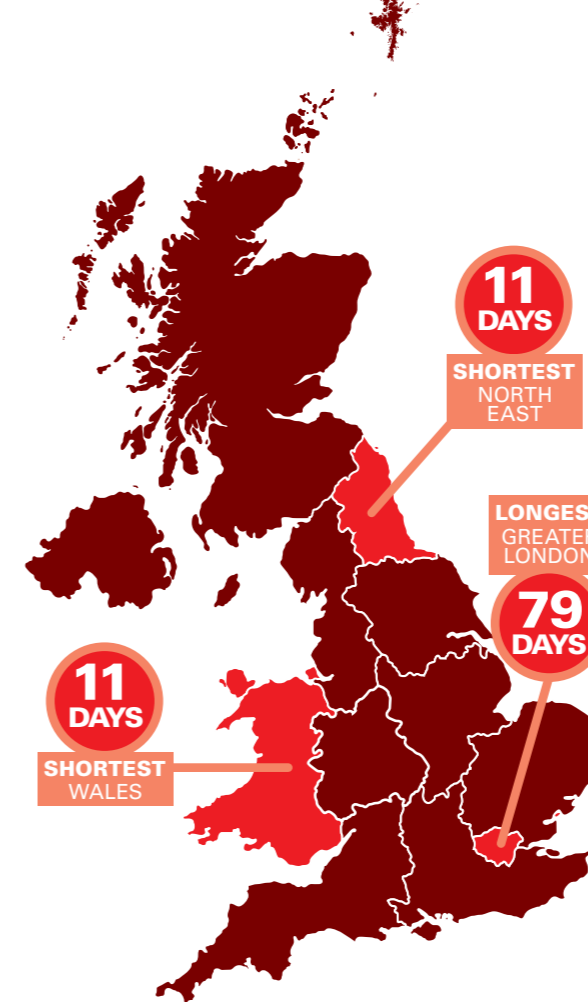 11
DAYS
SHORTEST
NORTH
EAST
LONGES
GREATE
LONDON
79
DAYS
11
DAYS
SHORTEST
WALES